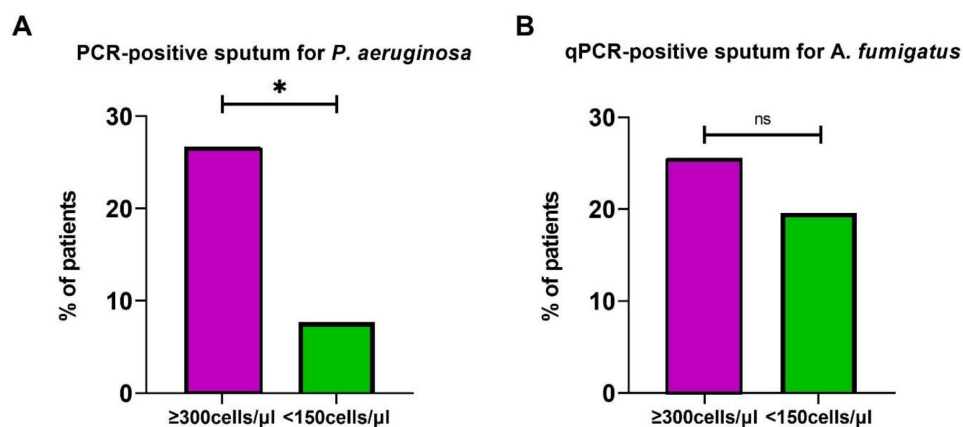 A
PCR-positive sputum for P. aeruginosa
*
30
20
10
0
% of patients
≥300cells/µl <150cells/µl
B
qPCR-positive sputum for A. fumigatus
ns
30
20
10
0
% of patients
≥300cells/µl <150cells/µl